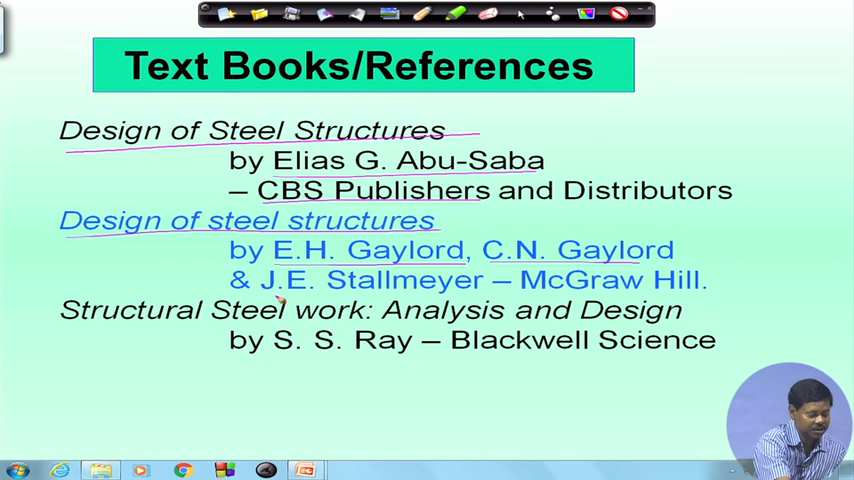 Text Books/References
Design of Steel Structures
by Elias G. Abu-Saba
– CBS Publishers and Distributors
Design of steel structures
by E.H. Gaylord, C.N. Gaylord
& J.E. Stallmeyer – McGraw Hill.
Structural Steel work: Analysis and Design
by S. S. Ray – Blackwell Science